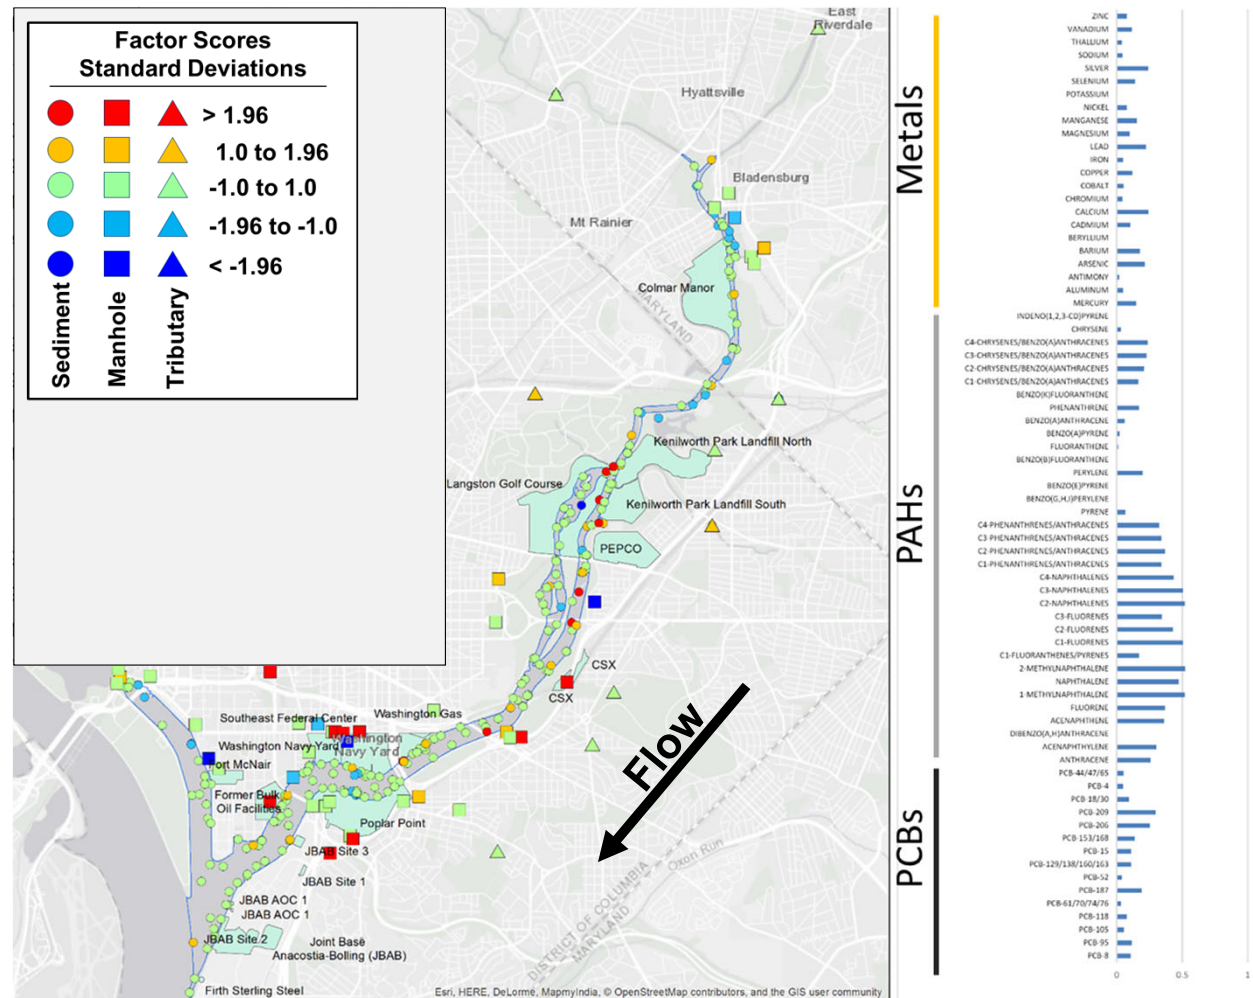 Factor Scores
Standard Deviations
> 1.96
1.0 to 1.96
-1.0 to 1.0
-1.96 to -1.0
< -1.96
Sediment
Manhole
Tributary
East
Riverdale
Hyattsville
Bladensburg
Mt Rainier
Colmar Manor
MARYLAND
Kenilworth Park Landfill North
Langston Golf Course
Kenilworth Park Landfill South
PEPCO
CSX
CSX
Southeast Federal Center
Washington Gas
Washington Navy Yard
Washington
Navy Yard
Fort McNair
Former Bulk
Oil Facilities
Poplar Point
JBAB Site 3
JBAB Site 1
JBAB AOC 1
JBAB AOC 1
JBAB Site 2
Joint Base
Anacostia-Bolling (JBAB)
Firth Sterling Steel
Flow
Oxon Run
DISTRICT OF COLUMBIA
MARYLAND
Esri, HERE, DeLorme, MapmyIndia, © OpenStreetMap contributors, and the GIS user community
Metals
PAHs
PCBs
ZINC
VANADIUM
THALLIUM
SODIUM
SILVER
SELENIUM
POTASSIUM
NICKEL
MANGANESE
MAGNESIUM
LEAD
IRON
COPPER
COBALT
CHROMIUM
CALCIUM
CADMIUM
BERYLLIUM
BARIUM
ARSENIC
ANTIMONY
ALUMINUM
MERCURY
INDENO(1,2,3-CD)PYRENE
CHRYSENE
C4-CHRYSENES/BENZO(A)ANTHRACENES
C3-CHRYSENES/BENZO(A)ANTHRACENES
C2-CHRYSENES/BENZO(A)ANTHRACENES
C1-CHRYSENES/BENZO(A)ANTHRACENES
BENZO(K)FLUORANTHENE
PHENANTHRENE
BENZO(A)ANTHRACENE
BENZO(A)PYRENE
FLUORANTHENE
BENZO(B)FLUORANTHENE
PERYLENE
BENZO(E)PYRENE
BENZO(G,H,I)PERYLENE
PYRENE
C4-PHENANTHRENES/ANTHRACENES
C3-PHENANTHRENES/ANTHRACENES
C2-PHENANTHRENES/ANTHRACENES
C1-PHENANTHRENES/ANTHRACENES
C4-NAPHTHALENES
C3-NAPHTHALENES
C2-NAPHTHALENES
C3-FLUORENES
C2-FLUORENES
C1-FLUORENES
C1-FLUORANTHENES/PYRENES
2-METHYLNAPHTHALENE
NAPHTHALENE
1-METHYLNAPHTHALENE
FLUORENE
ACENAPHTHENE
DIBENZO(A,H)ANTHRACENE
ACENAPHTHYLENE
ANTHRACENE
PCB-44/47/65
PCB-4
PCB-18/30
PCB-209
PCB-206
PCB-153/168
PCB-15
PCB-129/138/160/163
PCB-52
PCB-187
PCB-61/70/74/76
PCB-118
PCB-105
PCB-95
PCB-8
0 0.5 1